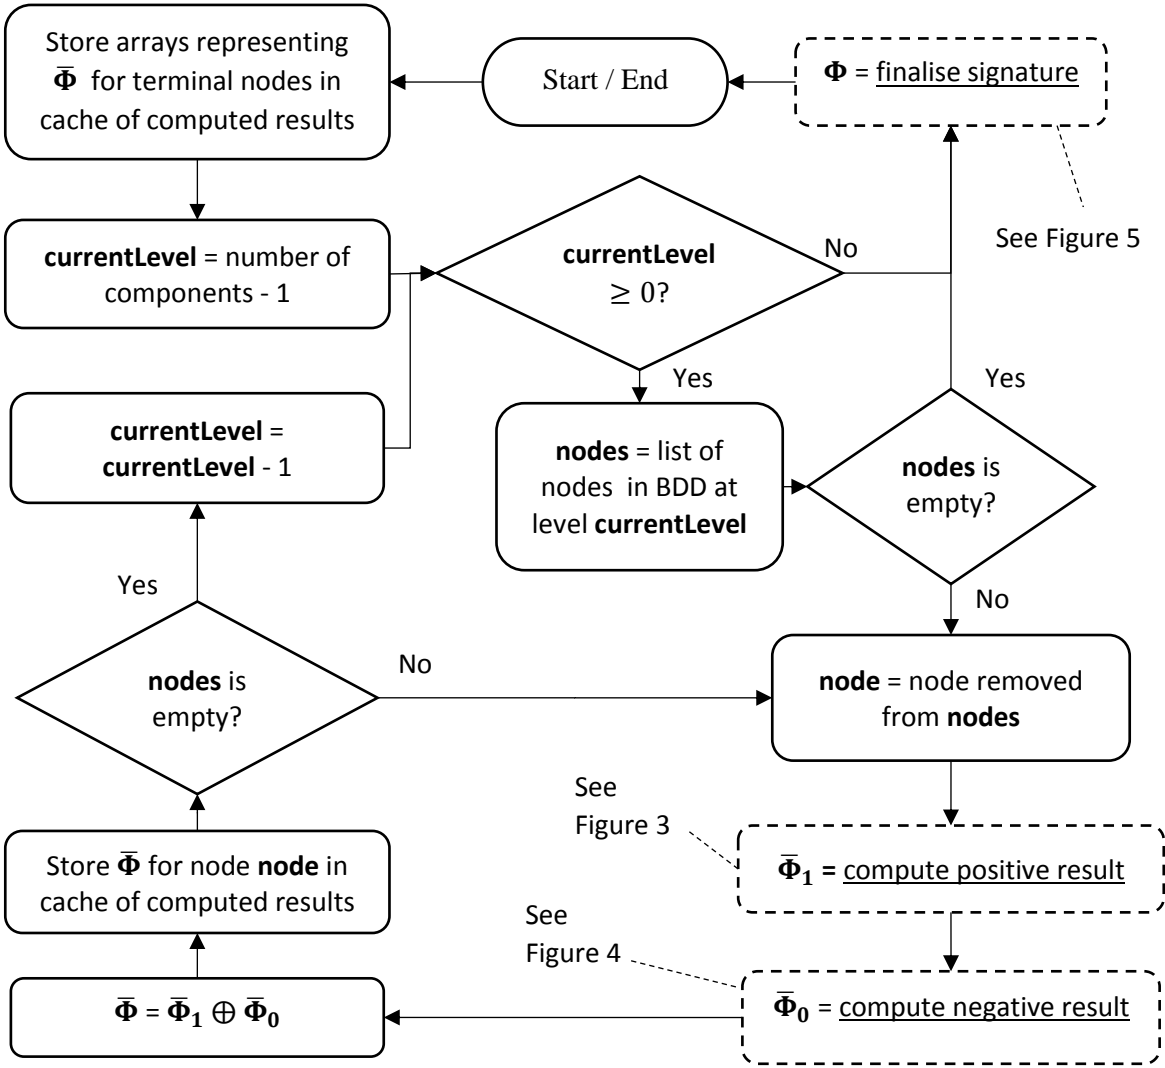 Store arrays representing
Φ̄ for terminal nodes in
cache of computed results
Start / End
Φ = finalise signature
See Figure 5
currentLevel = number of
components - 1
currentLevel
≥ 0?
No
Yes
currentLevel =
currentLevel - 1
nodes = list of
nodes in BDD at
level currentLevel
Yes
nodes is
empty?
No
Yes
nodes is
empty?
No
node = node removed
from nodes
See
Figure 3
Φ̄₁ = compute positive result
Store Φ̄ for node node in
cache of computed results
See
Figure 4
Φ̄₀ = compute negative result
Φ̄ = Φ̄₁ ⊕ Φ̄₀